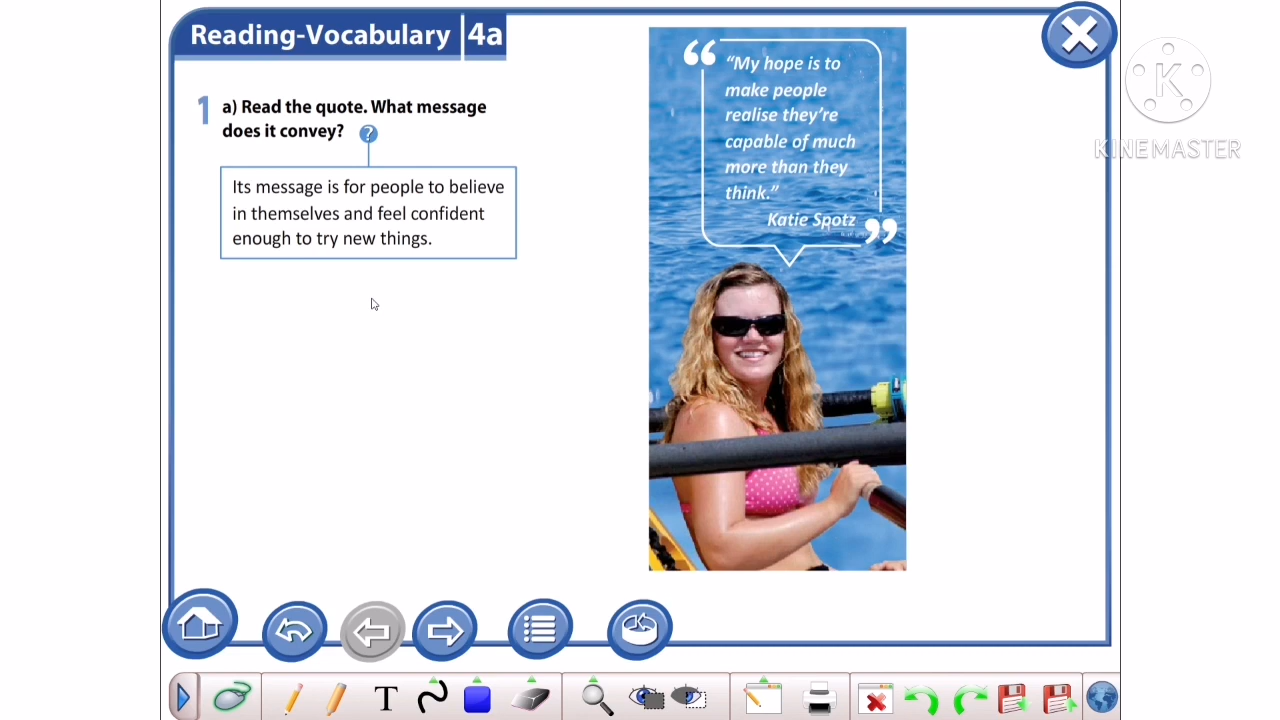 Reading-Vocabulary 4a
1 a) Read the quote. What message
does it convey? ?
Its message is for people to believe
in themselves and feel confident
enough to try new things.
“My hope is to
make people
realise they’re
capable of much
more than they
think.”
Katie Spotz
K
KINEMASTER
T